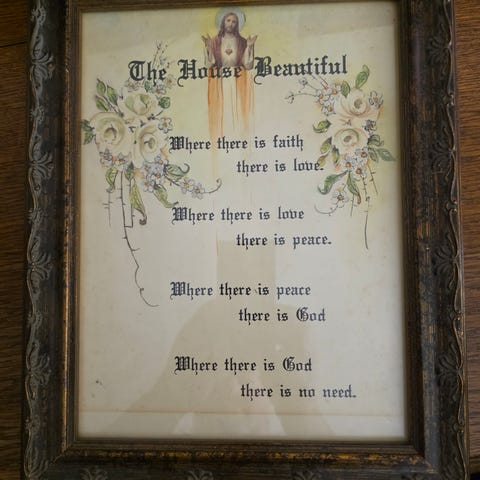 The House Beautiful
Where there is faith
there is love.
Where there is love
there is peace.
Where there is peace
there is God
Where there is God
there is no need.